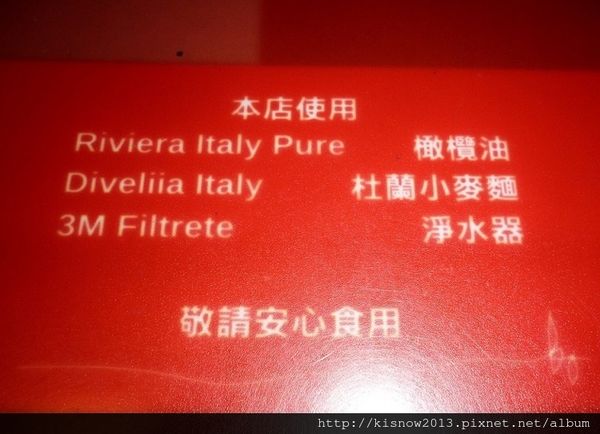 本店使用
Riviera Italy Pure 橄欖油
Diveliia Italy 杜蘭小麥麵
3M Filtrete 淨水器
敬請安心食用
http://kisnow2013.pixnet.net/album